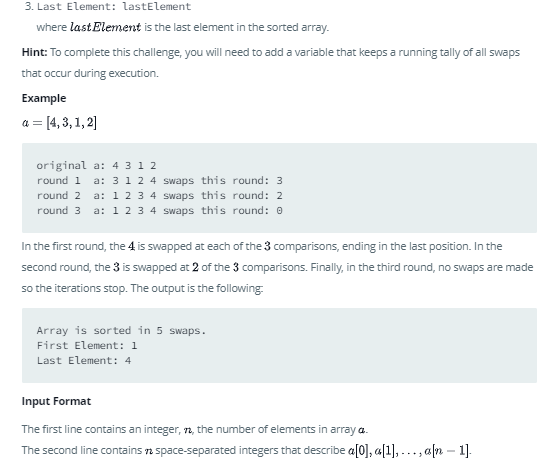 3. Last Element: lastElement
where lastElement is the last element in the sorted array.
Hint: To complete this challenge, you will need to add a variable that keeps a running tally of all swaps
that occur during execution.
Example
a = [4, 3, 1, 2]
original a: 4 3 1 2
round 1  a: 3 1 2 4 swaps this round: 3
round 2  a: 1 2 3 4 swaps this round: 2
round 3  a: 1 2 3 4 swaps this round: 0
In the first round, the 4 is swapped at each of the 3 comparisons, ending in the last position. In the
second round, the 3 is swapped at 2 of the 3 comparisons. Finally, in the third round, no swaps are made
so the iterations stop. The output is the following:
Array is sorted in 5 swaps.
First Element: 1
Last Element: 4
Input Format
The first line contains an integer, n, the number of elements in array a.
The second line contains n space-separated integers that describe a[0], a[1], . . . , a[n − 1].